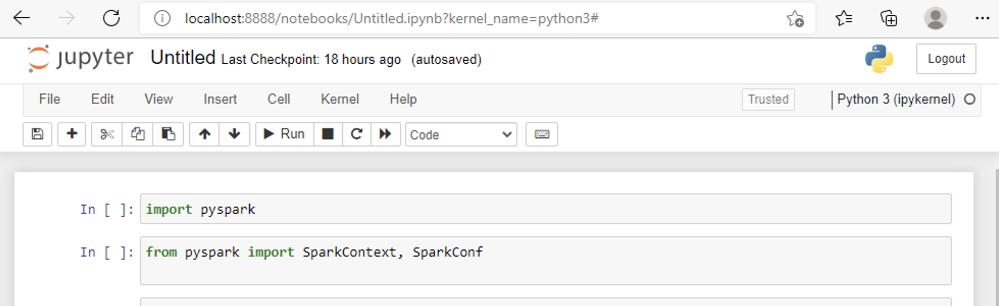 localhost:8888/notebooks/Untitled.ipynb?kernel_name=python3#
jupyter Untitled Last Checkpoint: 18 hours ago (autosaved) Logout
File Edit View Insert Cell Kernel Help Trusted Python 3 (ipykernel)
Run Code
In [ ]: import pyspark
In [ ]: from pyspark import SparkContext, SparkConf